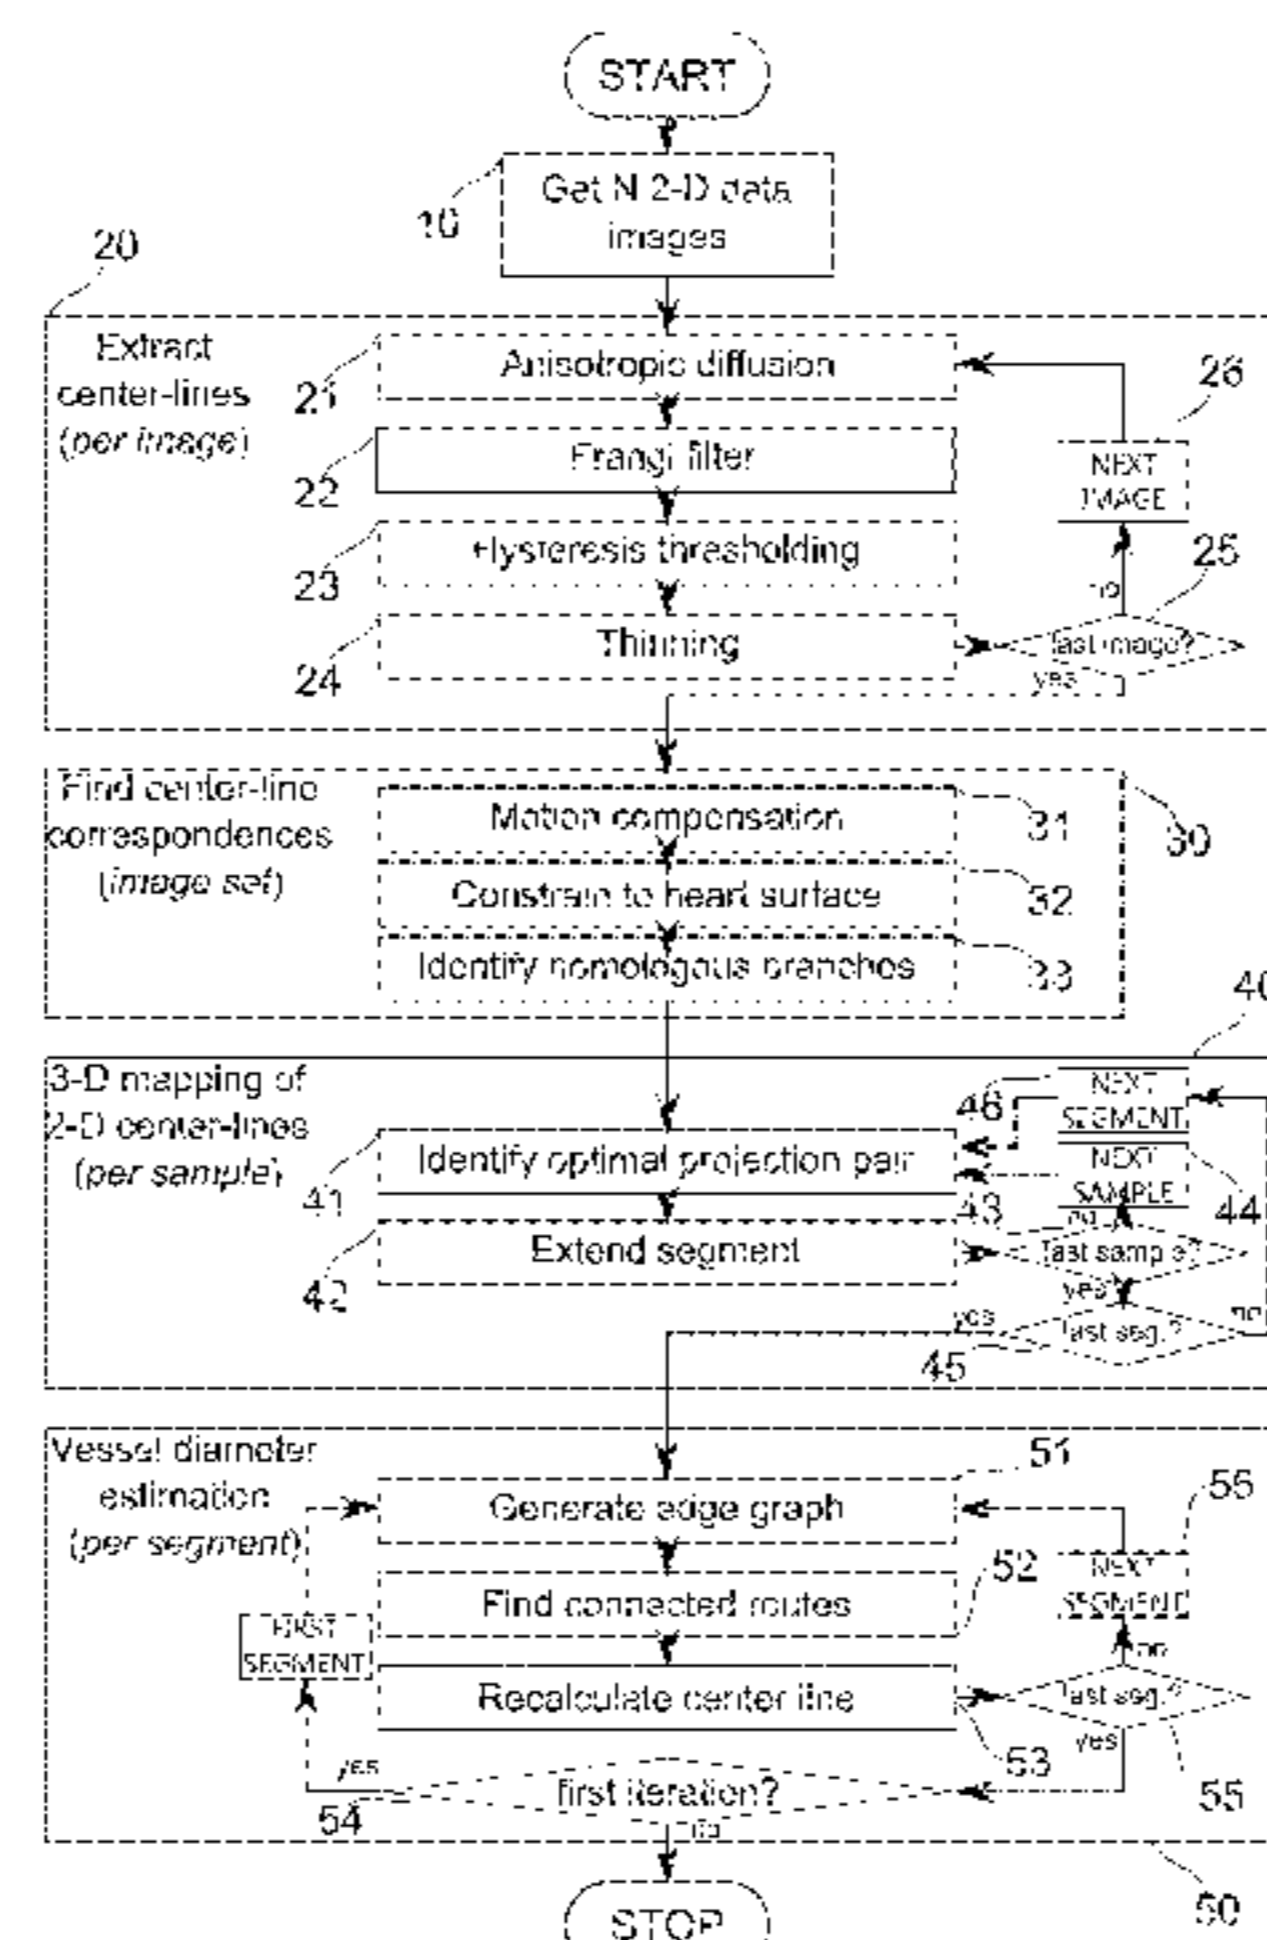 START
10
Get N 2-D data
images
20
Extract
center-lines
(per image)
21
Anisotropic diffusion
26
22
Frangi filter
NEXT
IMAGE
23
Hysteresis thresholding
25
no
24
Thinning
last image?
yes
Find center-line
correspondences
(image set)
Motion compensation
31
30
Constrain to heart surface
32
Identify homologous branches
33
40
3-D mapping of
2-D center-lines
(per sample)
46
NEXT
SEGMENT
41
Identify optimal projection pair
NEXT
SAMPLE
43
44
no
42
Extend segment
last sample?
yes
yes
last seg.?
no
45
Vessel diameter
estimation
(per segment)
51
Generate edge graph
56
52
NEXT
SEGMENT
Find connected routes
FIRST
SEGMENT
no
Recalculate center line
last seg.?
53
yes
55
yes
first iteration?
54
no
50
STOP